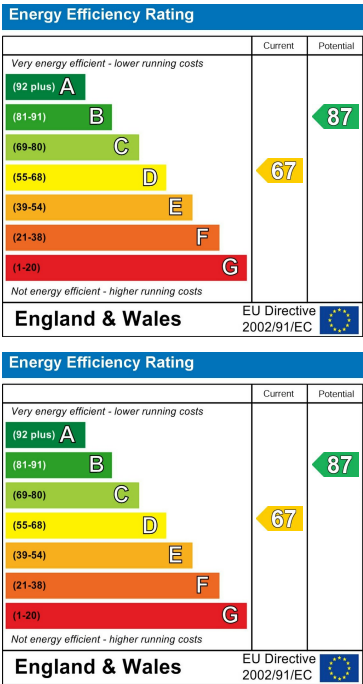 Energy Efficiency Rating
Current Potential
Very energy efficient - lower running costs
(92 plus) A
(81-91) B 87
(69-80) C
(55-68) D 67
(39-54) E
(21-38) F
(1-20) G
Not energy efficient - higher running costs
England & Wales EU Directive
2002/91/EC
Energy Efficiency Rating
Current Potential
Very energy efficient - lower running costs
(92 plus) A
(81-91) B 87
(69-80) C
(55-68) D 67
(39-54) E
(21-38) F
(1-20) G
Not energy efficient - higher running costs
England & Wales EU Directive
2002/91/EC